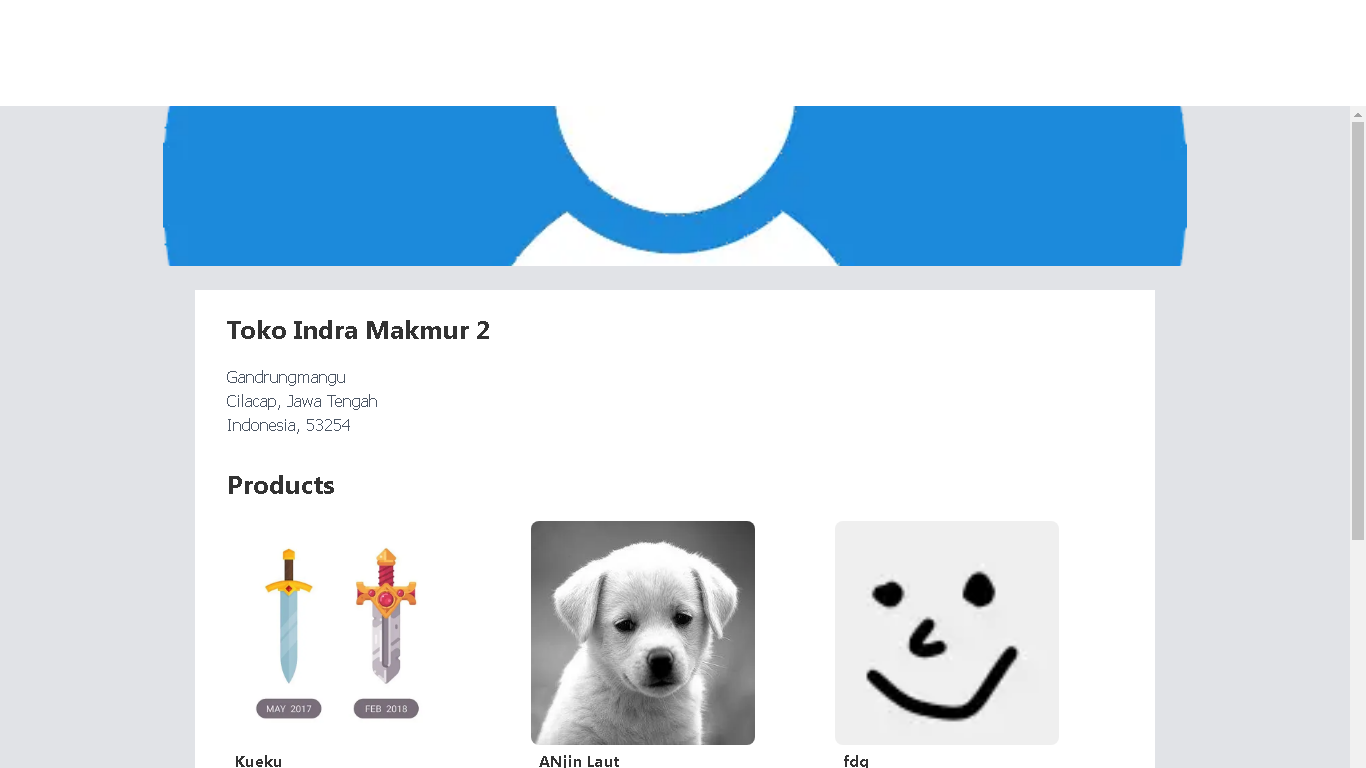 Toko Indra Makmur 2
Gandrungmangu
Cilacap, Jawa Tengah
Indonesia, 53254
Products
MAY 2017 FEB 2018
Kueku ANjin Laut fdg